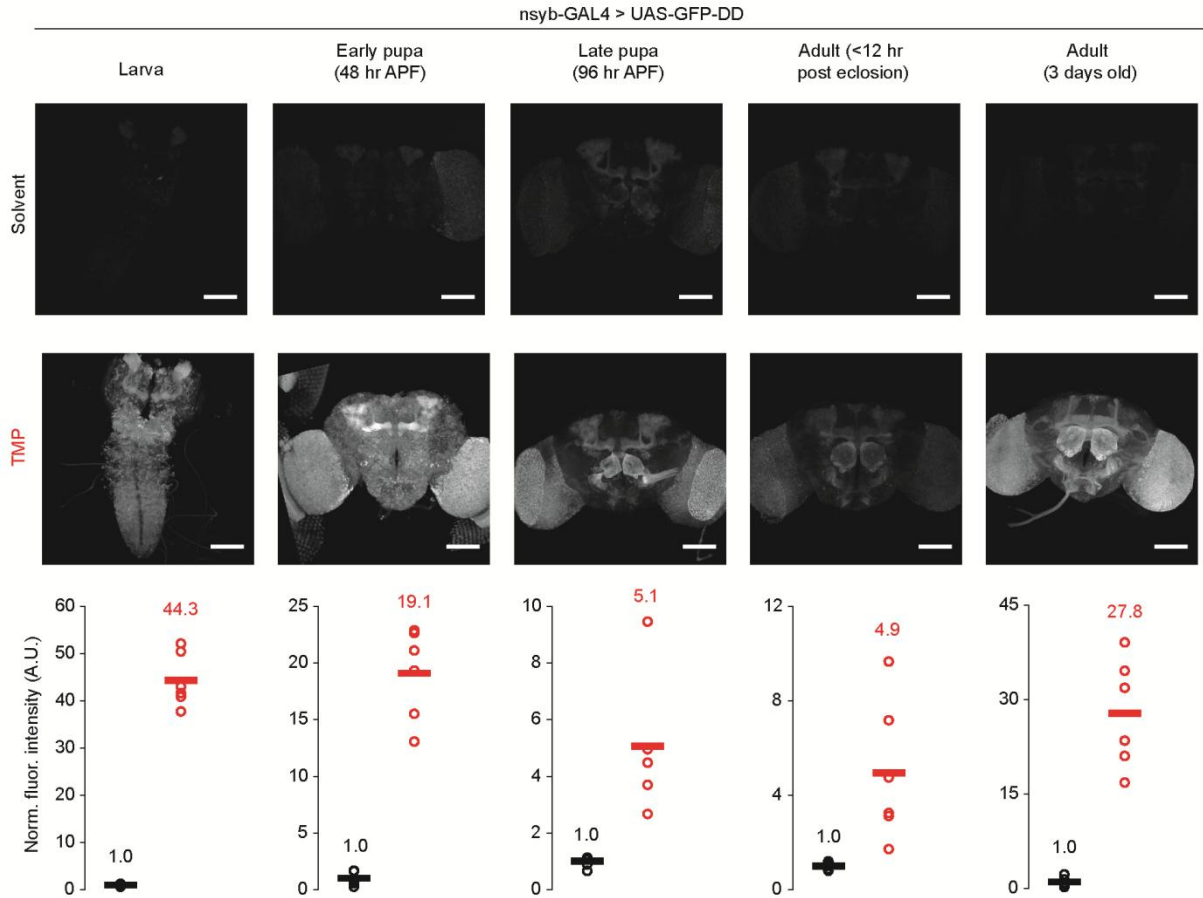 nsyb-GAL4 > UAS-GFP-DD
Larva
Early pupa
(48 hr APF)
Late pupa
(96 hr APF)
Adult (<12 hr
post eclosion)
Adult
(3 days old)
Solvent
TMP
Norm. fluor. intensity (A.U.)
60
50
40
30
20
10
0
1.0
44.3
25
20
15
10
5
0
1.0
19.1
10
8
6
4
2
0
1.0
5.1
12
8
4
0
1.0
4.9
45
30
15
0
1.0
27.8